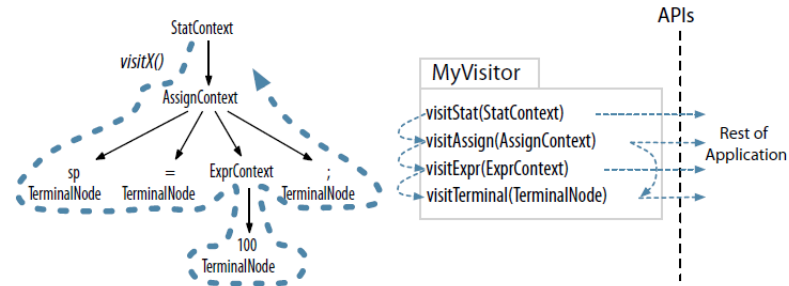 StatContext
visitX()
AssignContext
sp
TerminalNode
=
TerminalNode
ExprContext
;
TerminalNode
100
TerminalNode
APIs
MyVisitor
visitStat(StatContext)
visitAssign(AssignContext)
visitExpr(ExprContext)
visitTerminal(TerminalNode)
Rest of
Application